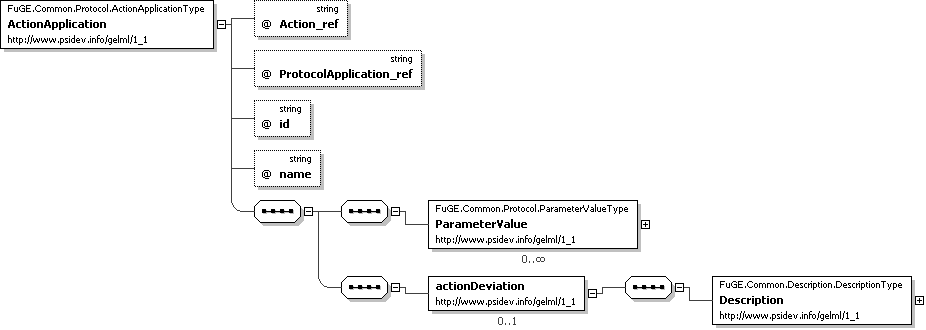 FuGE.Common.Protocol.ActionApplicationType
ActionApplication
http://www.psidev.info/gelml/1_1
string
@ Action_ref
string
@ ProtocolApplication_ref
string
@ id
string
@ name
FuGE.Common.Protocol.ParameterValueType
ParameterValue
http://www.psidev.info/gelml/1_1
0..∞
actionDeviation
http://www.psidev.info/gelml/1_1
0..1
FuGE.Common.Description.DescriptionType
Description
http://www.psidev.info/gelml/1_1